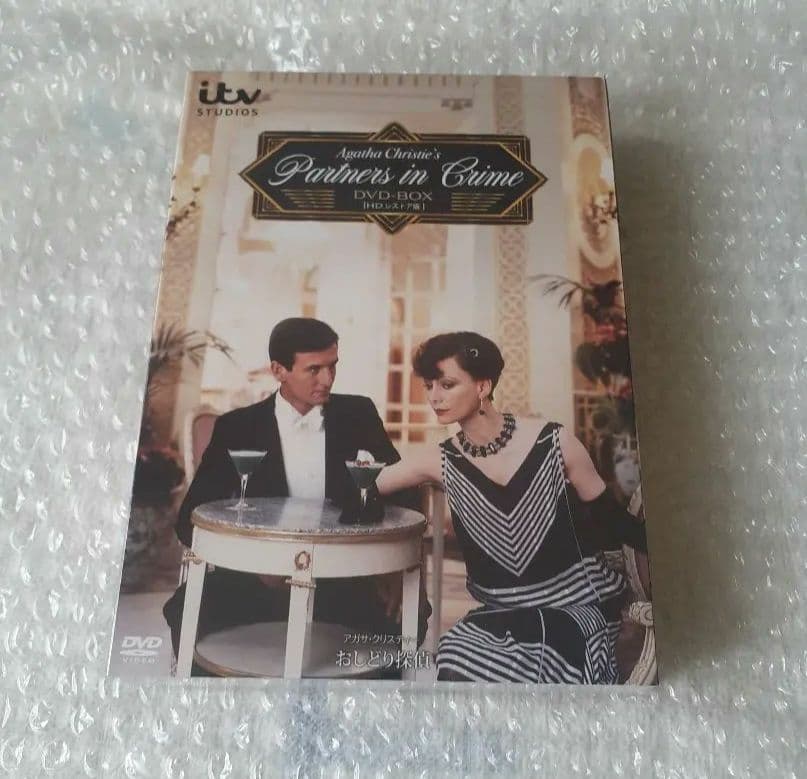 itv
STUDIOS
Agatha Christie's
Partners in Crime
DVD-BOX
[HDレストア版]
アガサ・クリスティー
おしどり探偵
DVD
VIDEO